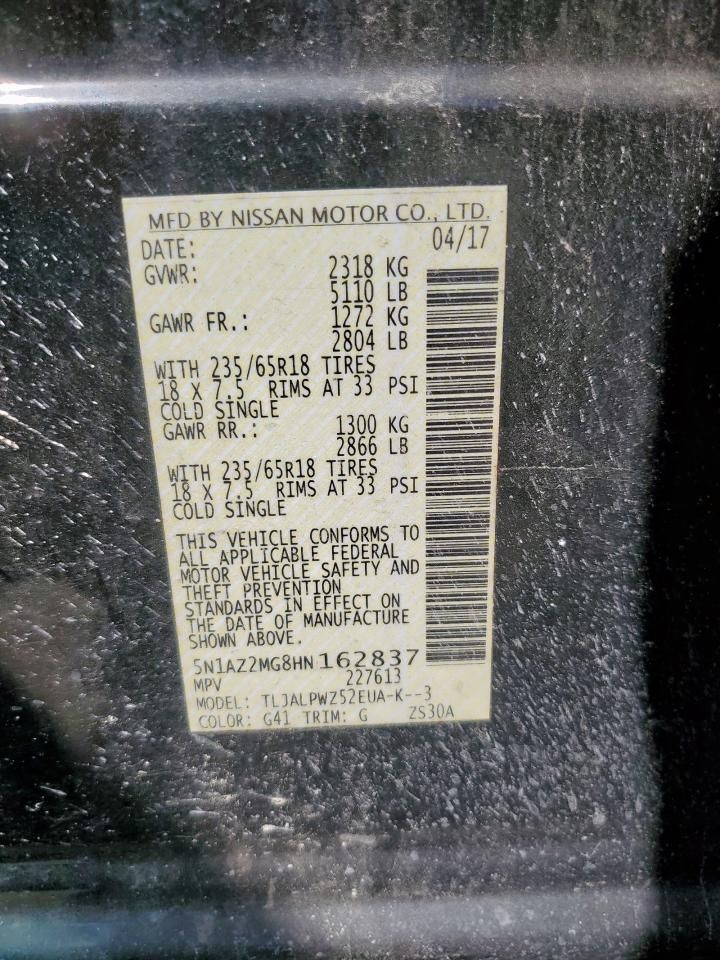 MFD BY NISSAN MOTOR CO., LTD.
DATE: 04/17
GVWR: 2318 KG
5110 LB
GAWR FR.: 1272 KG
2804 LB
WITH 235/65R18 TIRES
18 X 7.5 RIMS AT 33 PSI
COLD SINGLE
GAWR RR.: 1300 KG
2866 LB
WITH 235/65R18 TIRES
18 X 7.5 RIMS AT 33 PSI
COLD SINGLE
THIS VEHICLE CONFORMS TO
ALL APPLICABLE FEDERAL
MOTOR VEHICLE SAFETY AND
THEFT PREVENTION
STANDARDS IN EFFECT ON
THE DATE OF MANUFACTURE
SHOWN ABOVE.
5N1AZ2MG8HN162837
MPV 227613
MODEL: TLJALPWZ52EUA-K--3
COLOR: G41 TRIM: G ZS30A